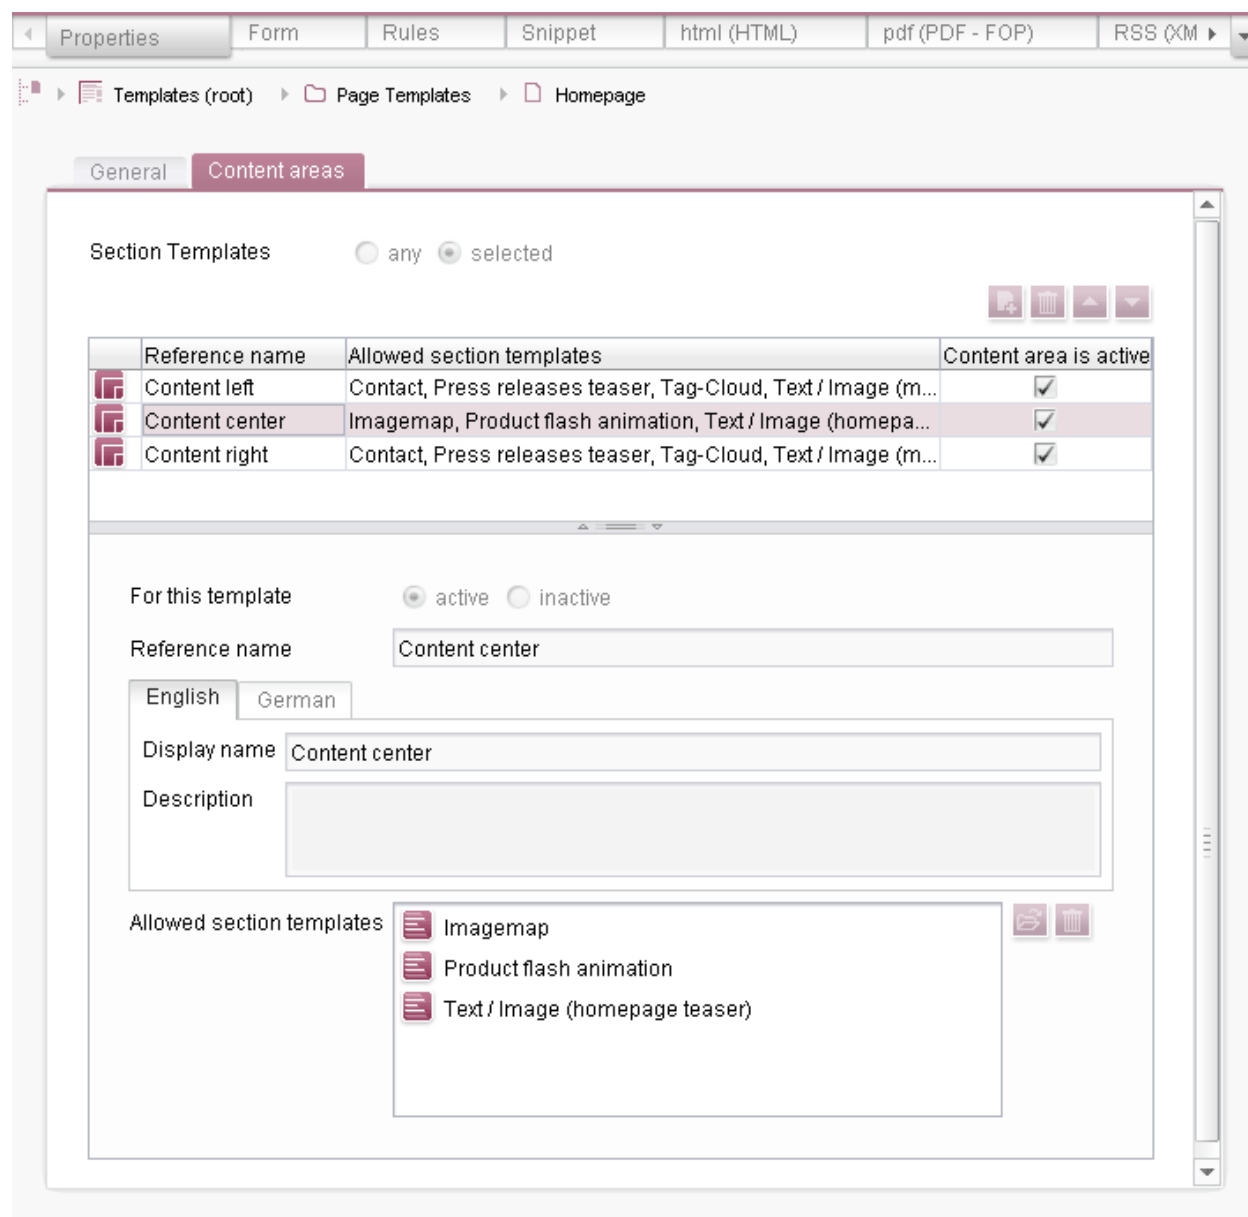 Properties Form Rules Snippet html (HTML) pdf (PDF - FOP) RSS (XM
Templates (root) Page Templates Homepage
General Content areas
Section Templates any selected
Reference name Allowed section templates Content area is active
Content left Contact, Press releases teaser, Tag-Cloud, Text / Image (m...
Content center Imagemap, Product flash animation, Text / Image (homepa...
Content right Contact, Press releases teaser, Tag-Cloud, Text / Image (m...
For this template active inactive
Reference name Content center
English German
Display name Content center
Description
Allowed section templates Imagemap
Product flash animation
Text / Image (homepage teaser)